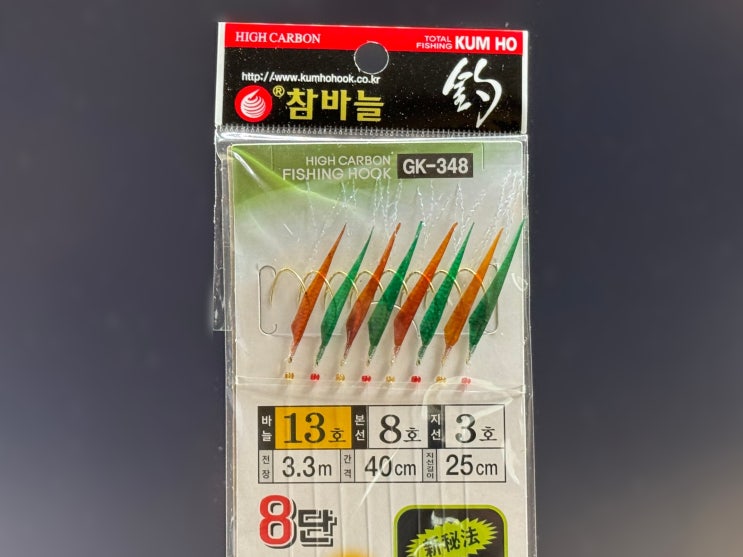 HIGH CARBON
TOTAL FISHING KUM HO
http://www.kumhohook.co.kr
®참바늘
釣
HIGH CARBON
FISHING HOOK GK-348
바늘 13호 본선 8호 지선 3호
전장 3.3m 간격 40cm 지선길이 25cm
8단
新秘法